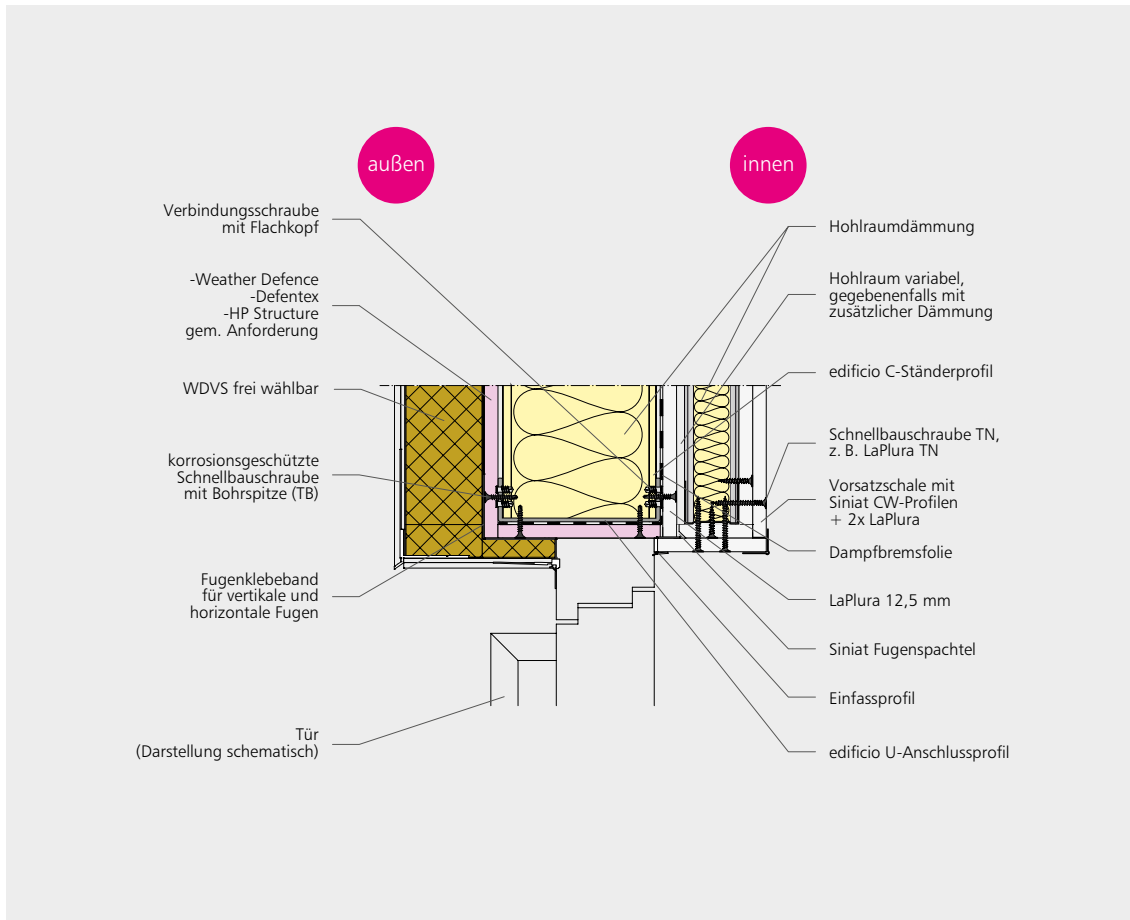 außen
innen
Verbindungsschraube
mit Flachkopf
-Weather Defence
-Defentex
-HP Structure
gem. Anforderung
WDVS frei wählbar
korrosionsgeschützte
Schnellbauschraube
mit Bohrspitze (TB)
Fugenklebeband
für vertikale und
horizontale Fugen
Tür
(Darstellung schematisch)
Hohlraumdämmung
Hohlraum variabel,
gegebenenfalls mit
zusätzlicher Dämmung
edificio C-Ständerprofil
Schnellbauschraube TN,
z. B. LaPlura TN
Vorsatzschale mit
Siniat CW-Profilen
+ 2x LaPlura
Dampfbremsfolie
LaPlura 12,5 mm
Siniat Fugenspachtel
Einfassprofil
edificio U-Anschlussprofil